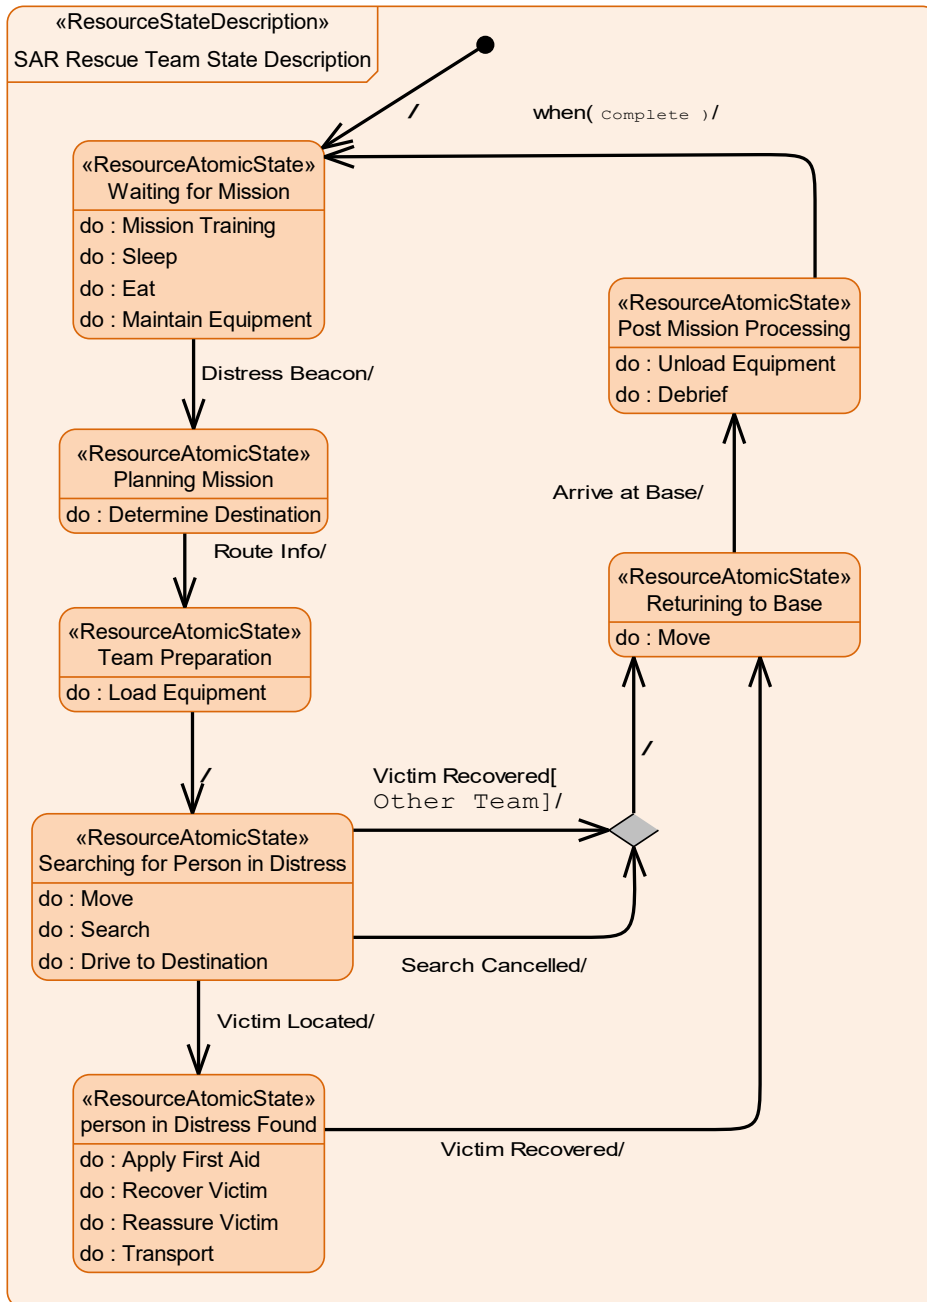 «ResourceStateDescription»
SAR Rescue Team State Description
/
when( Complete )/
«ResourceAtomicState»
Waiting for Mission
do : Mission Training
do : Sleep
do : Eat
do : Maintain Equipment
«ResourceAtomicState»
Post Mission Processing
do : Unload Equipment
do : Debrief
Distress Beacon/
«ResourceAtomicState»
Planning Mission
do : Determine Destination
Arrive at Base/
Route Info/
«ResourceAtomicState»
Returining to Base
do : Move
«ResourceAtomicState»
Team Preparation
do : Load Equipment
/
/
Victim Recovered[
Other Team]/
«ResourceAtomicState»
Searching for Person in Distress
do : Move
do : Search
do : Drive to Destination
Search Cancelled/
Victim Located/
«ResourceAtomicState»
person in Distress Found
do : Apply First Aid
do : Recover Victim
do : Reassure Victim
do : Transport
Victim Recovered/